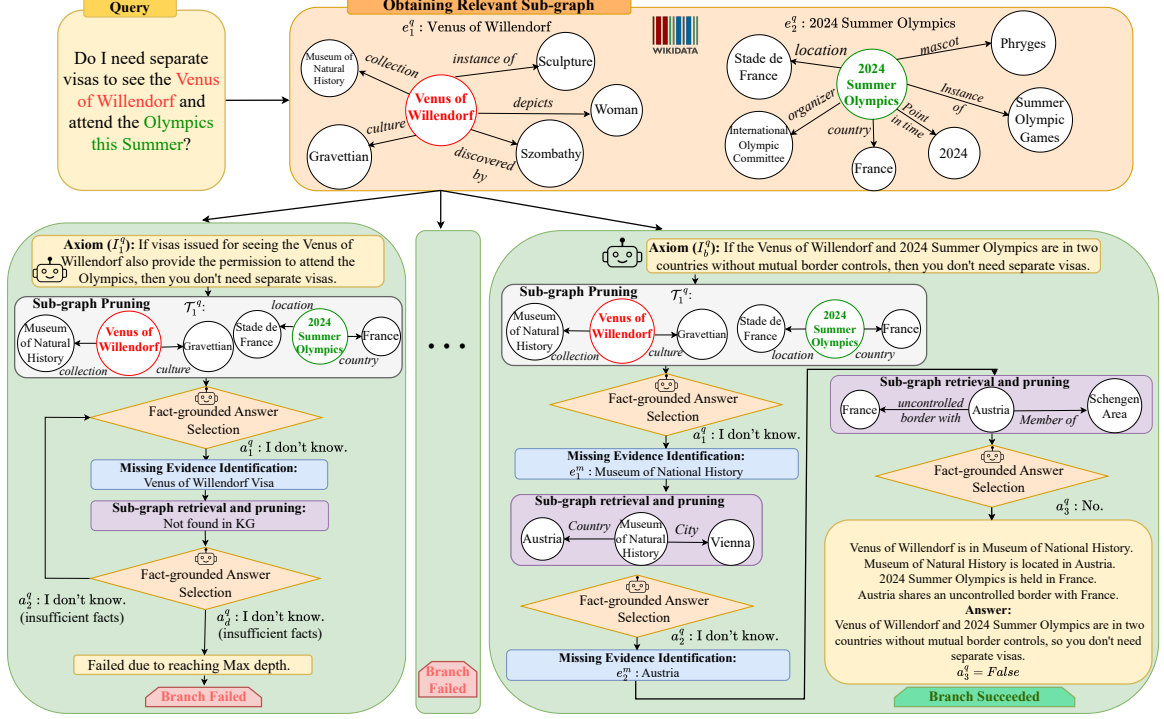 Query
Do I need separate
visas to see the Venus
of Willendorf and
attend the Olympics
this Summer?
Obtaining Relevant Sub-graph
e_1^q : Venus of Willendorf
WIKIDATA
e_2^q : 2024 Summer Olympics
Museum of
Natural
History
collection
instance of
Sculpture
Venus of
Willendorf
depicts
Woman
culture
Gravettian
discovered
by
Szombathy
Stade de
France
location
mascot
Phryges
2024
Summer
Olympics
organizer
International
Olympic
Committee
country
France
Point
in time
2024
Instance
of
Summer
Olympic
Games
Axiom (I_1^q): If visas issued for seeing the Venus of
Willendorf also provide the permission to attend the
Olympics, then you don't need separate visas.
Sub-graph Pruning
T_1^q:
location
Museum
of Natural
History
collection
Venus of
Willendorf
culture
Gravettian
Stade de
France
2024
Summer
Olympics
country
France
Fact-grounded Answer
Selection
a_1^q : I don't know.
Missing Evidence Identification:
Venus of Willendorf Visa
Sub-graph retrieval and pruning:
Not found in KG
Fact-grounded Answer
Selection
a_2^q : I don't know.
(insufficient facts)
a_d^q : I don't know.
(insufficient facts)
Failed due to reaching Max depth.
Branch Failed
• • •
Branch
Failed
Axiom (I_b^q): If the Venus of Willendorf and 2024 Summer Olympics are in two
countries without mutual border controls, then you don't need separate visas.
Sub-graph Pruning
T_1^q:
Museum
of Natural
History
collection
Venus of
Willendorf
culture
Gravettian
Stade de
France
location
2024
Summer
Olympics
country
France
Fact-grounded Answer
Selection
a_1^q : I don't know.
Missing Evidence Identification:
e_1^m : Museum of National History
Sub-graph retrieval and pruning
Austria
Country
Museum
of Natural
History
City
Vienna
Fact-grounded Answer
Selection
a_2^q : I don't know.
Missing Evidence Identification:
e_2^m : Austria
Sub-graph retrieval and pruning
France
uncontrolled
border with
Austria
Member of
Schengen
Area
Fact-grounded Answer
Selection
a_3^q : No.
Venus of Willendorf is in Museum of National History.
Museum of Natural History is located in Austria.
2024 Summer Olympics is held in France.
Austria shares an uncontrolled border with France.
Answer:
Venus of Willendorf and 2024 Summer Olympics are in two
countries without mutual border controls, so you don't need
separate visas.
a_3^q = False
Branch Succeeded